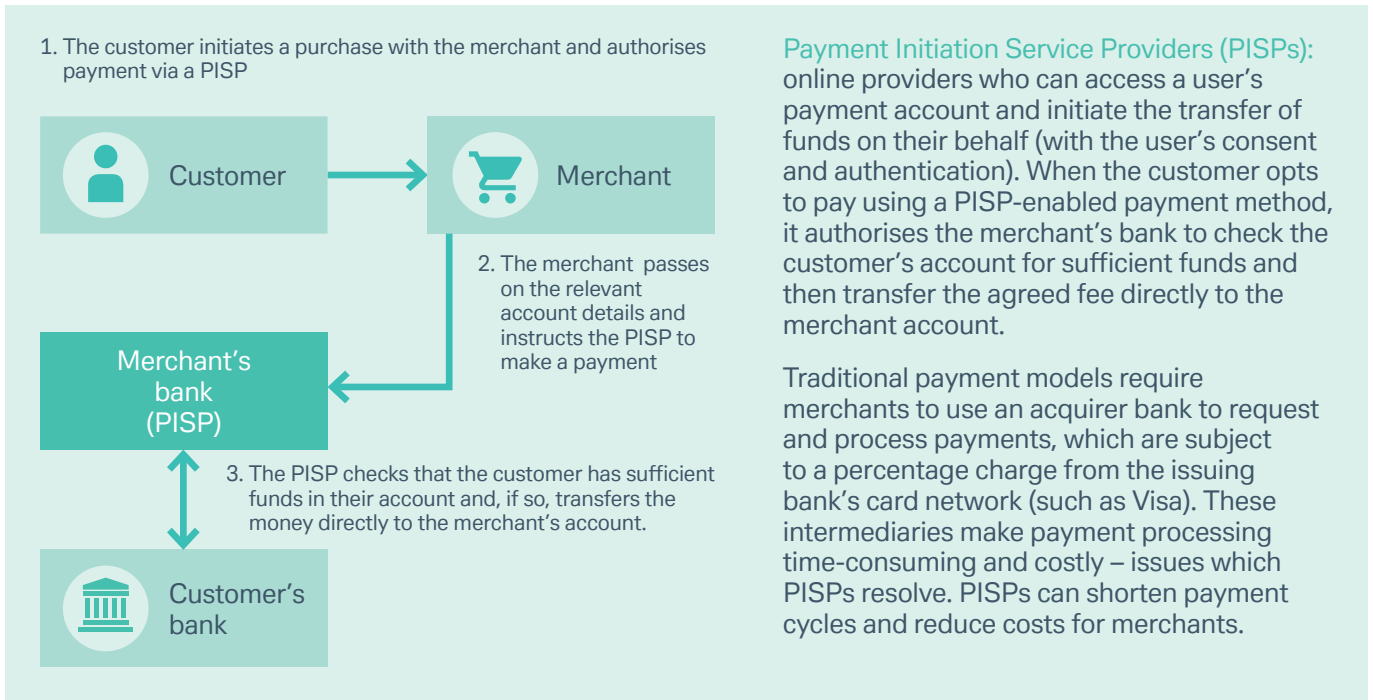 1. The customer initiates a purchase with the merchant and authorises
payment via a PISP
Customer
Merchant
2. The merchant passes
on the relevant
account details and
instructs the PISP to
make a payment
Merchant's
bank
(PISP)
3. The PISP checks that the customer has sufficient
funds in their account and, if so, transfers the
money directly to the merchant's account.
Customer's
bank
Payment Initiation Service Providers (PISPs):
online providers who can access a user's
payment account and initiate the transfer of
funds on their behalf (with the user's consent
and authentication). When the customer opts
to pay using a PISP-enabled payment method,
it authorises the merchant's bank to check the
customer's account for sufficient funds and
then transfer the agreed fee directly to the
merchant account.
Traditional payment models require
merchants to use an acquirer bank to request
and process payments, which are subject
to a percentage charge from the issuing
bank's card network (such as Visa). These
intermediaries make payment processing
time-consuming and costly – issues which
PISPs resolve. PISPs can shorten payment
cycles and reduce costs for merchants.